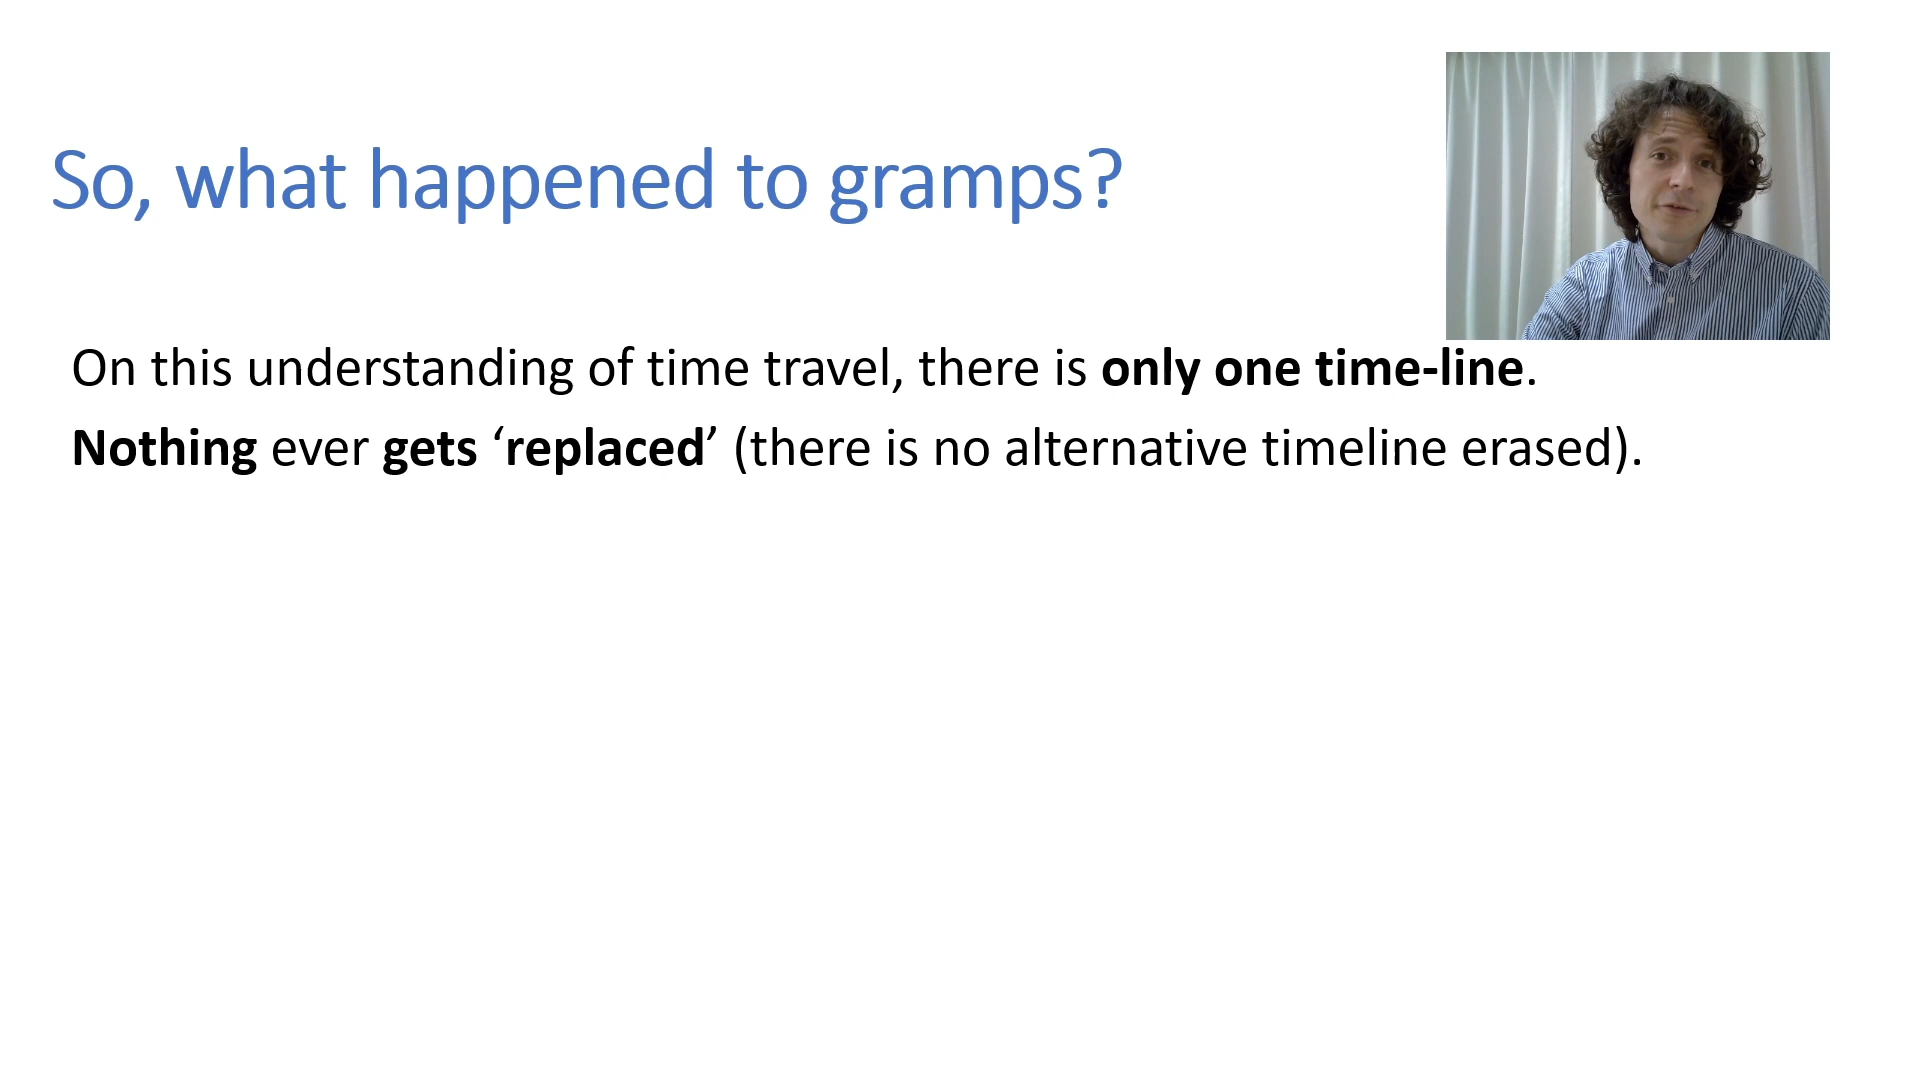 So, what happened to gramps?
On this understanding of time travel, there is only one time-line.
Nothing ever gets ‘replaced’ (there is no alternative timeline erased).